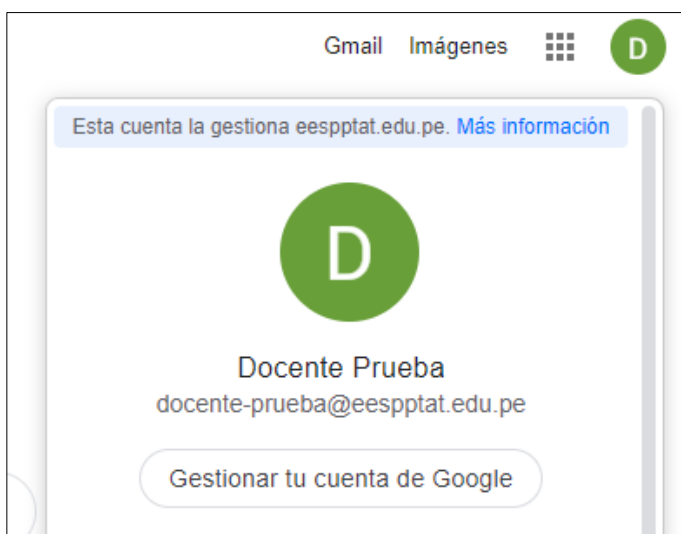 Gmail Imágenes D
Esta cuenta la gestiona eespptat.edu.pe. Más información
D
Docente Prueba
docente-prueba@eespptat.edu.pe
Gestionar tu cuenta de Google